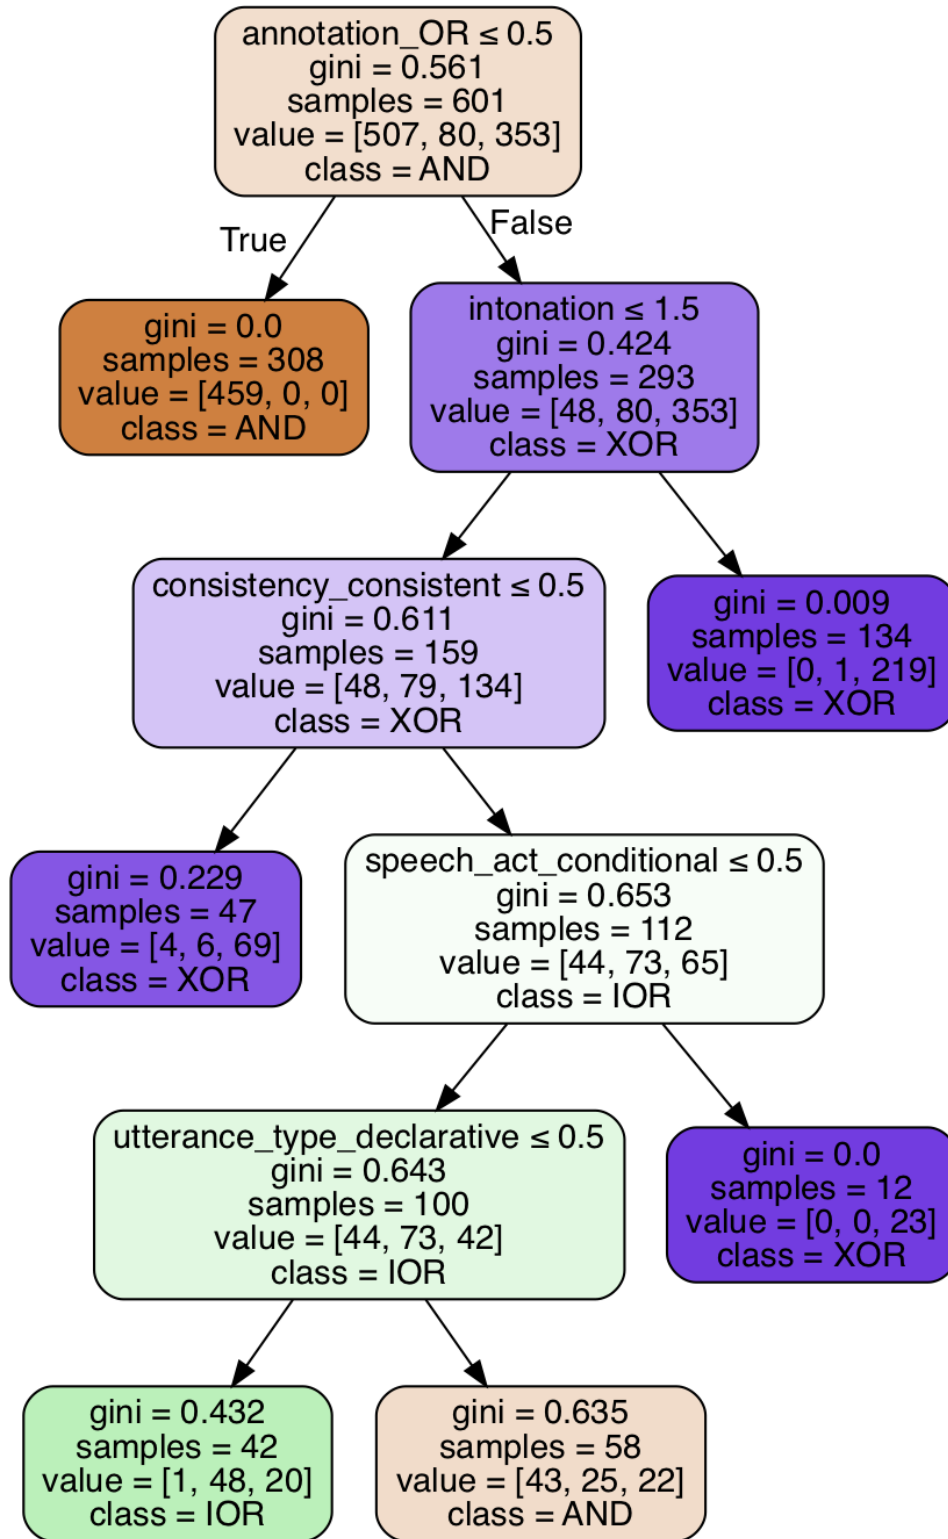 annotation_OR ≤ 0.5
gini = 0.561
samples = 601
value = [507, 80, 353]
class = AND
True
False
gini = 0.0
samples = 308
value = [459, 0, 0]
class = AND
intonation ≤ 1.5
gini = 0.424
samples = 293
value = [48, 80, 353]
class = XOR
consistency_consistent ≤ 0.5
gini = 0.611
samples = 159
value = [48, 79, 134]
class = XOR
gini = 0.009
samples = 134
value = [0, 1, 219]
class = XOR
gini = 0.229
samples = 47
value = [4, 6, 69]
class = XOR
speech_act_conditional ≤ 0.5
gini = 0.653
samples = 112
value = [44, 73, 65]
class = IOR
utterance_type_declarative ≤ 0.5
gini = 0.643
samples = 100
value = [44, 73, 42]
class = IOR
gini = 0.0
samples = 12
value = [0, 0, 23]
class = XOR
gini = 0.432
samples = 42
value = [1, 48, 20]
class = IOR
gini = 0.635
samples = 58
value = [43, 25, 22]
class = AND